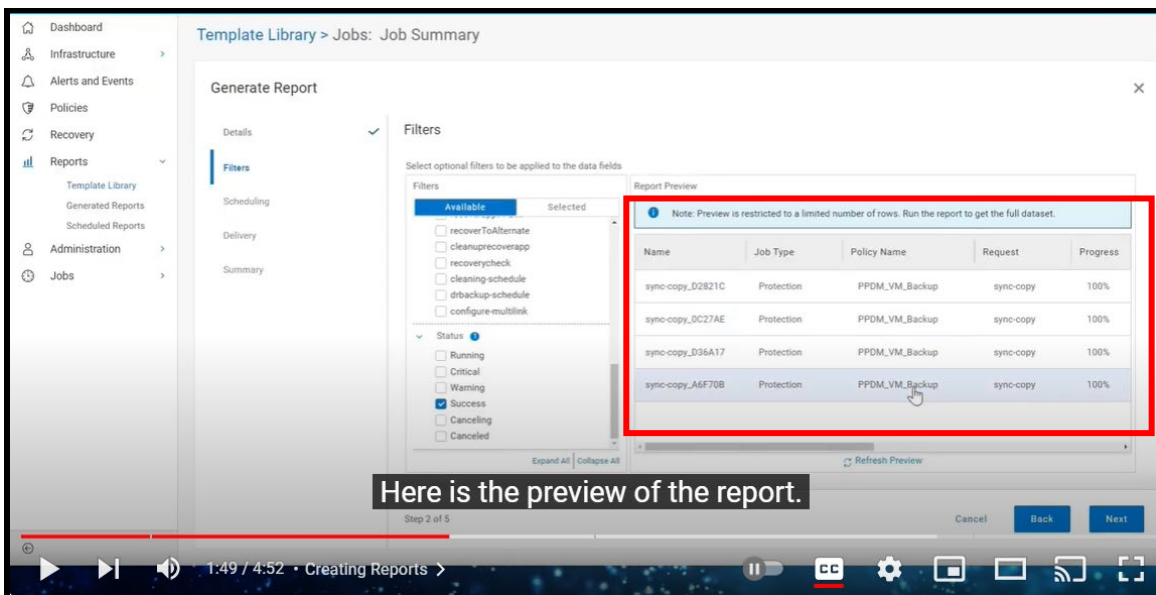 Dashboard
Infrastructure
Alerts and Events
Policies
Recovery
Reports
Template Library
Generated Reports
Scheduled Reports
Administration
Jobs
Template Library > Jobs: Job Summary
Generate Report
Details
Filters
Scheduling
Delivery
Summary
Filters
Select optional filters to be applied to the data fields
Filters
Available Selected
recoverToAlternate
cleanuprecoverapp
recoverycheck
cleaning-schedule
drbackup-schedule
configure-multilink
Status
Running
Critical
Warning
Success
Canceling
Canceled
Expand All Collapse All
Report Preview
Note: Preview is restricted to a limited number of rows. Run the report to get the full dataset.
Name Job Type Policy Name Request Progress
sync-copy_D2821C Protection PPDM_VM_Backup sync-copy 100%
sync-copy_0C27AE Protection PPDM_VM_Backup sync-copy 100%
sync-copy_D36A17 Protection PPDM_VM_Backup sync-copy 100%
sync-copy_A6F70B Protection PPDM_VM_Backup sync-copy 100%
Refresh Preview
Here is the preview of the report.
Step 2 of 5
Cancel Back Next
1:49 / 4:52 • Creating Reports >
CC